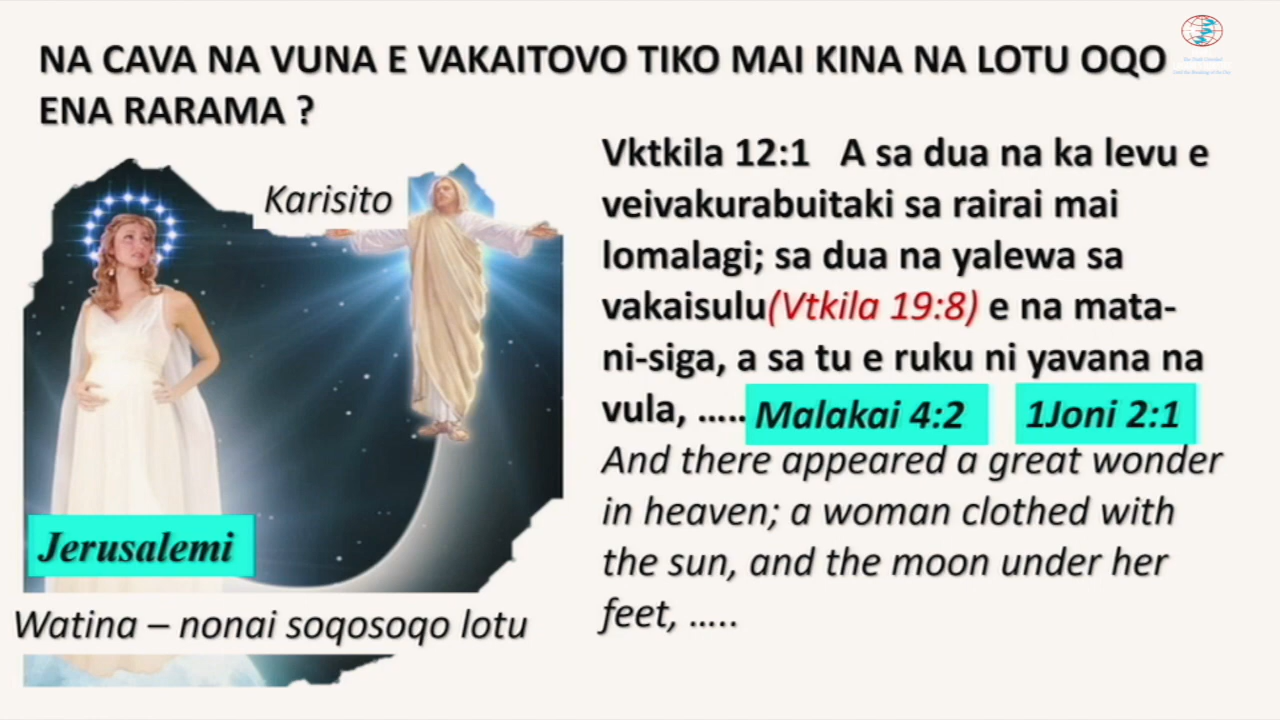 NA CAVA NA VUNA E VAKAITOVO TIKO MAI KINA NA LOTU OQO
ENA RARAMA ?
Karisito
Jerusalemi
Watina – nonai soqosoqo lotu
Vktkila 12:1 A sa dua na ka levu e
veivakurabuitaki sa rairai mai
lomalagi; sa dua na yalewa sa
vakaisulu(Vtkila 19:8) e na mata-
ni-siga, a sa tu e ruku ni yavana na
vula, ..... Malakai 4:2 1Joni 2:1
And there appeared a great wonder
in heaven; a woman clothed with
the sun, and the moon under her
feet, .....